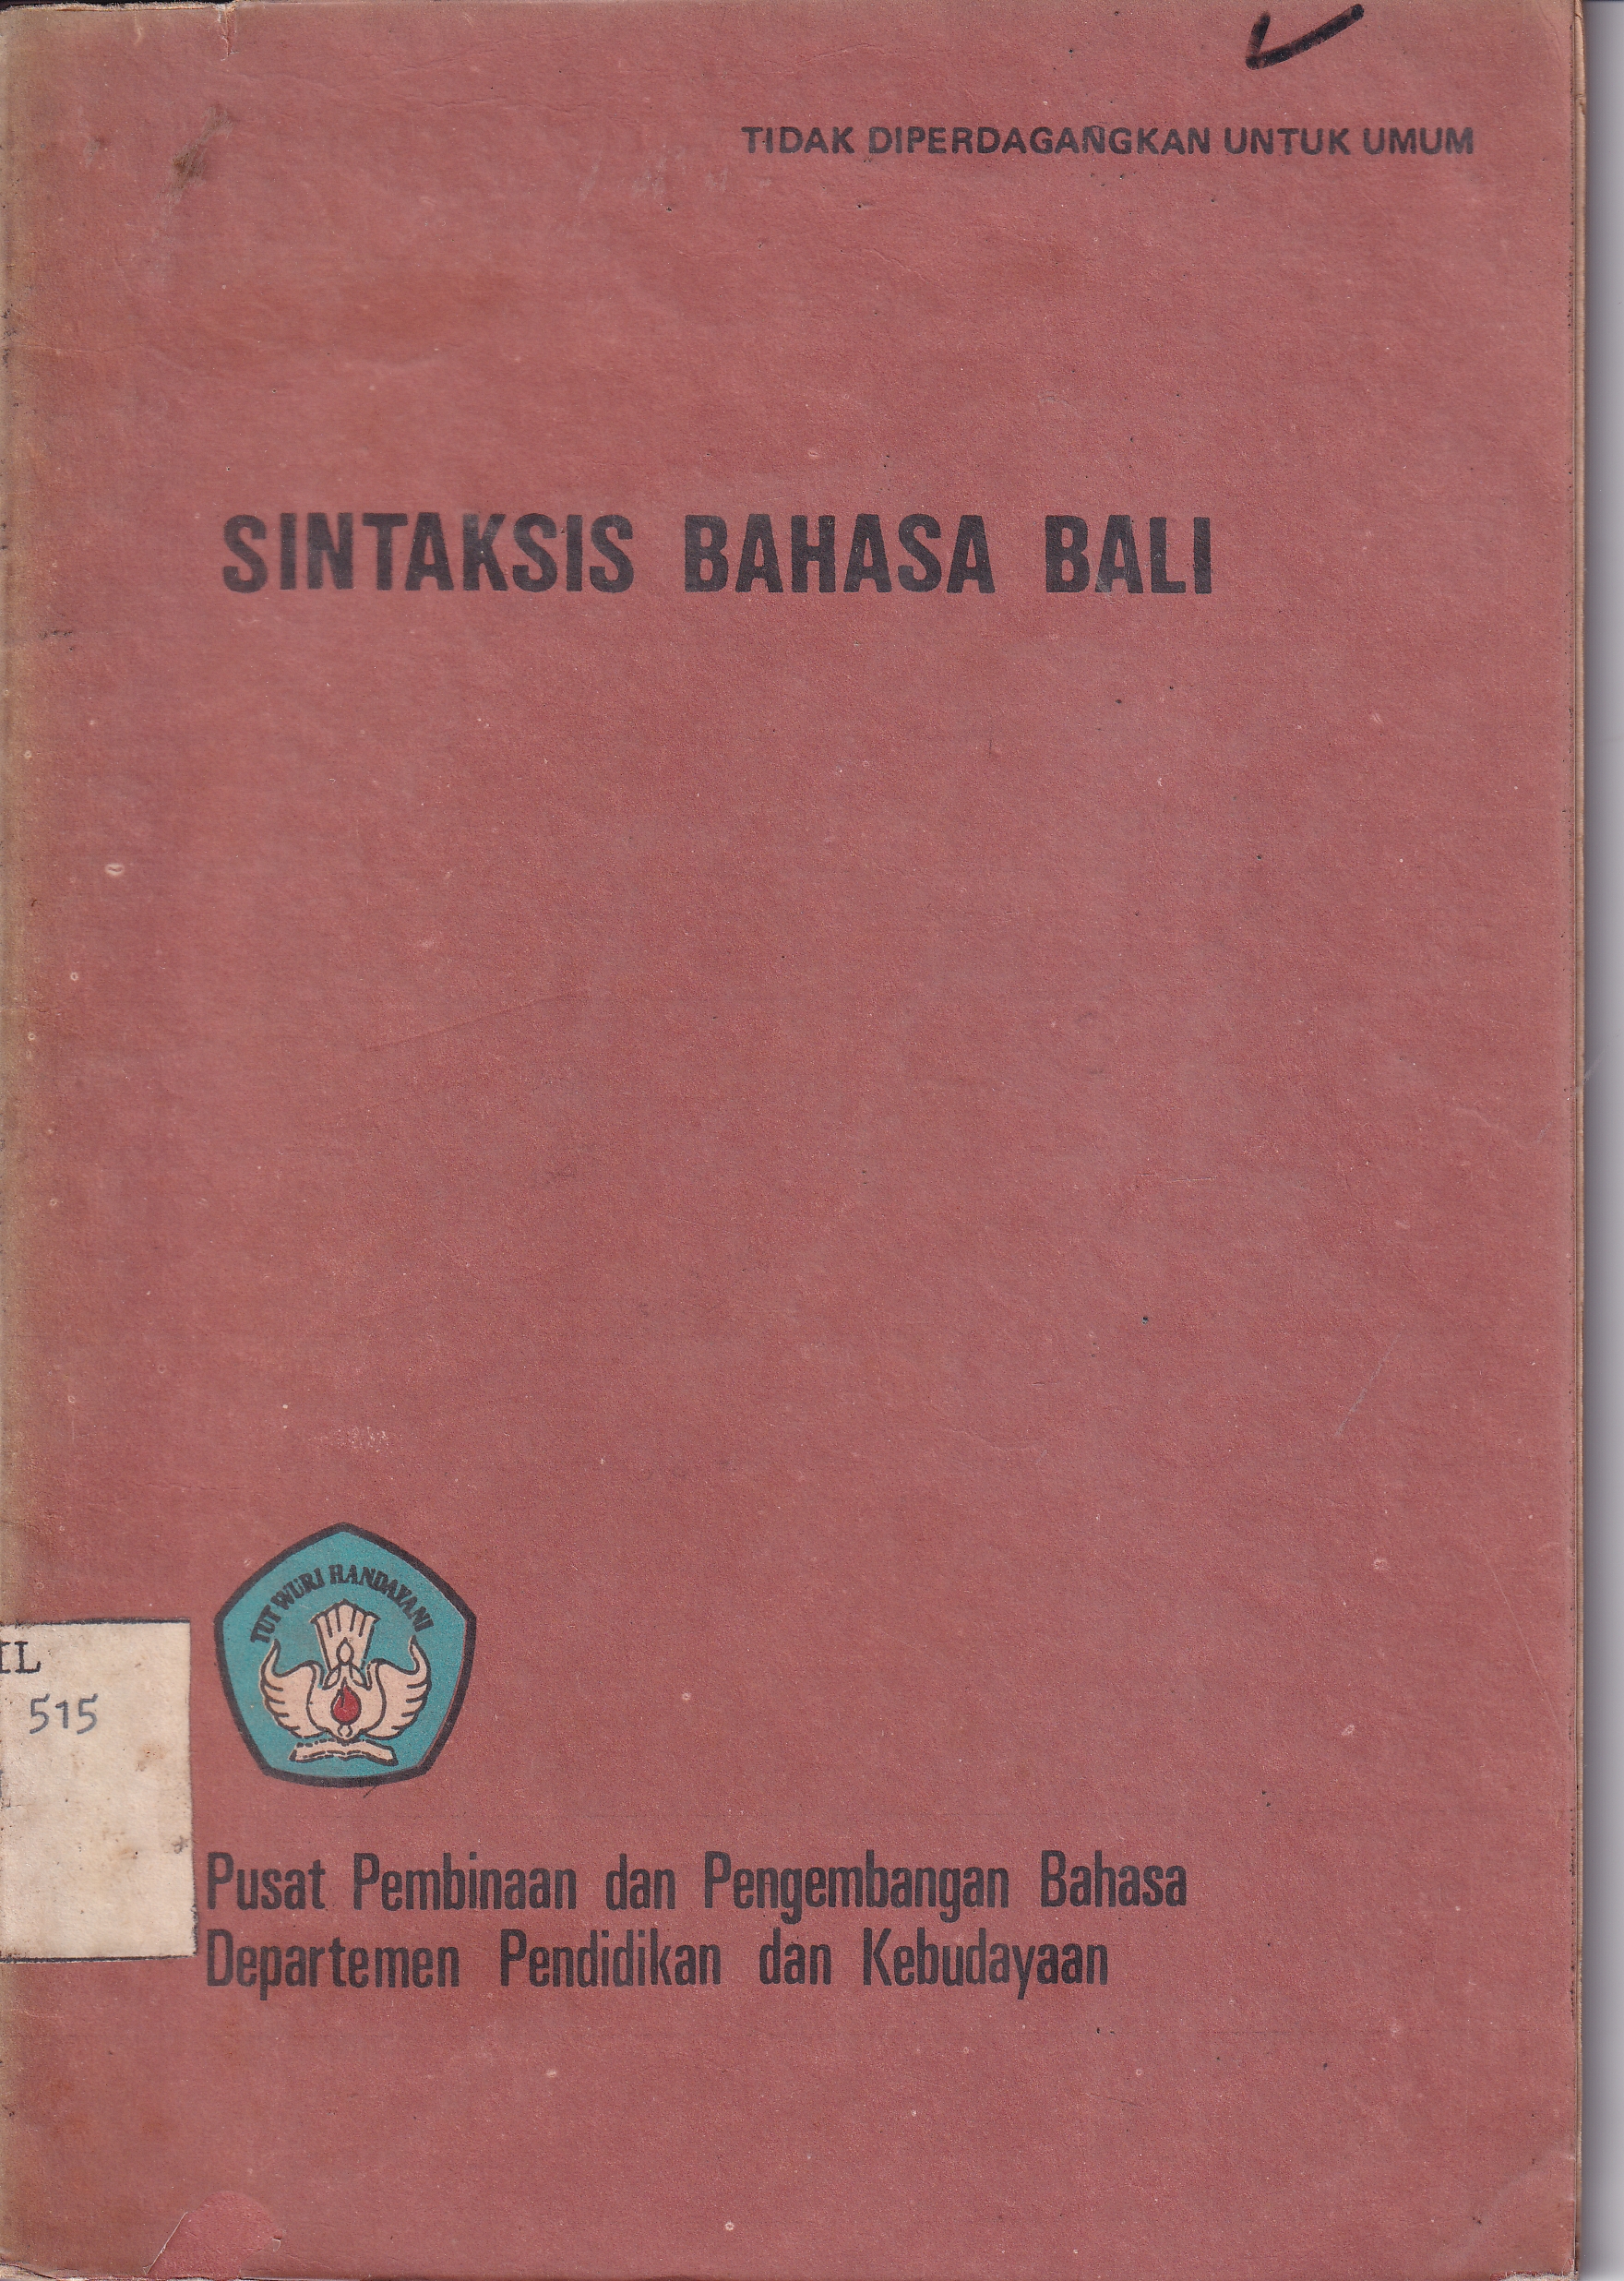 TIDAK DIPERDAGANGKAN UNTUK UMUM
SINTAKSIS BAHASA BALI
TUT WURI HANDAYANI
IL
515
Pusat Pembinaan dan Pengembangan Bahasa
Departemen Pendidikan dan Kebudayaan